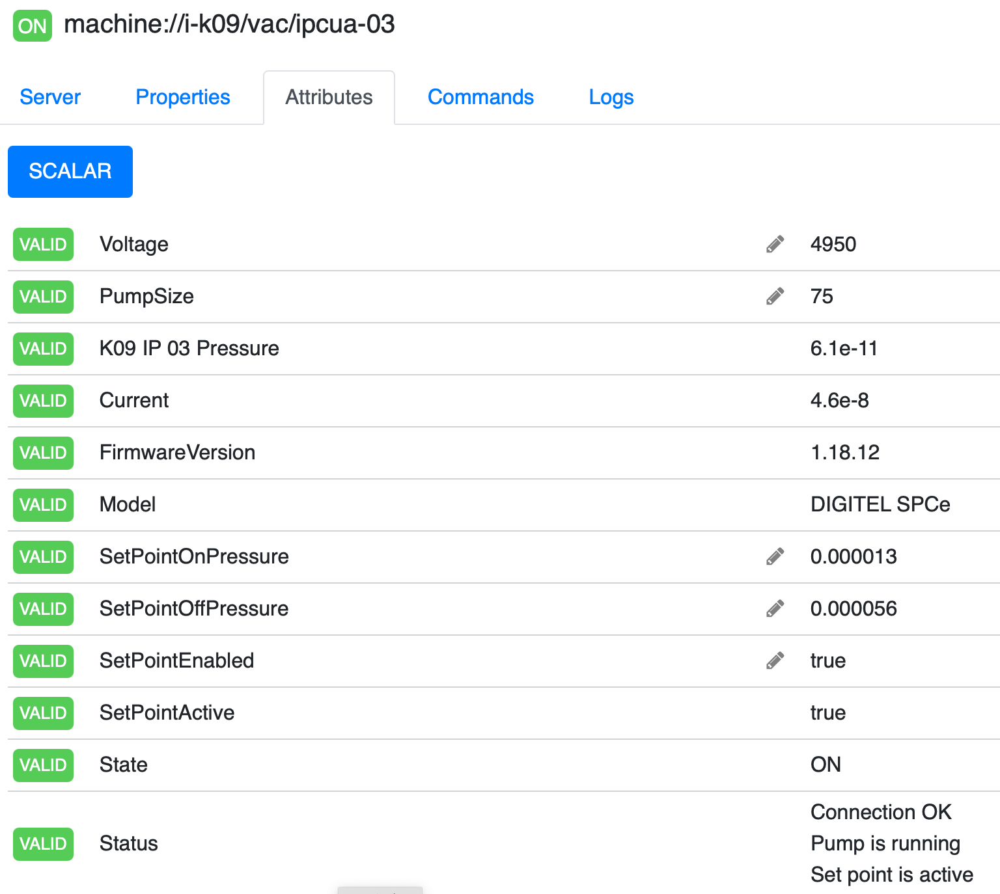 ON machine://i-k09/vac/ipcua-03
Server Properties Attributes Commands Logs
SCALAR
VALID Voltage 4950
VALID PumpSize 75
VALID K09 IP 03 Pressure 6.1e-11
VALID Current 4.6e-8
VALID FirmwareVersion 1.18.12
VALID Model DIGITEL SPCe
VALID SetPointOnPressure 0.000013
VALID SetPointOffPressure 0.000056
VALID SetPointEnabled true
VALID SetPointActive true
VALID State ON
VALID Status Connection OK
Pump is running
Set point is active